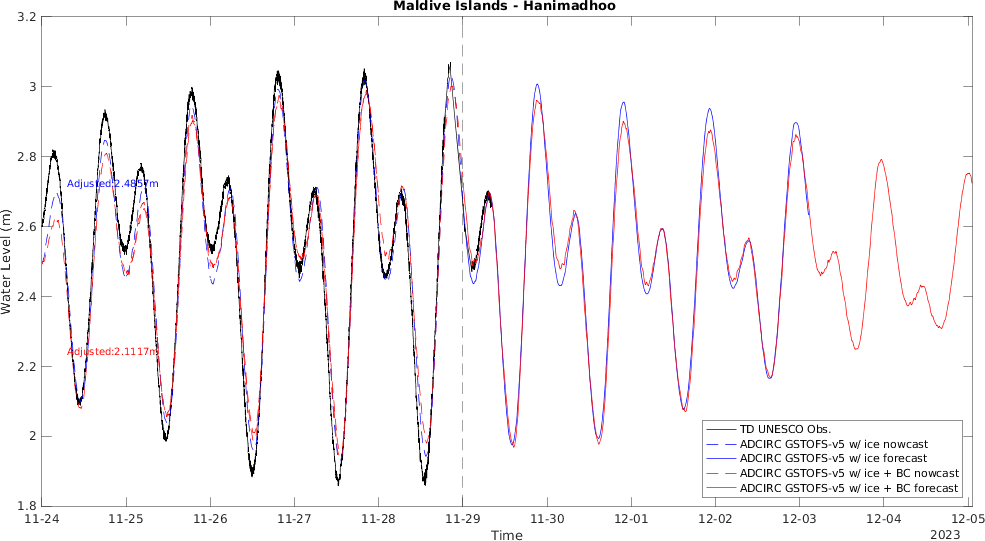 Maldive Islands - Hanimadhoo
3.2
3
2.8
2.6
2.4
2.2
2
1.8
Water Level (m)
Adjusted:2.4857m
Adjusted:2.1117m
TD UNESCO Obs.
ADCIRC GSTOFS-v5 w/ ice nowcast
ADCIRC GSTOFS-v5 w/ ice forecast
ADCIRC GSTOFS-v5 w/ ice + BC nowcast
ADCIRC GSTOFS-v5 w/ ice + BC forecast
11-24 11-25 11-26 11-27 11-28 11-29 11-30 12-01 12-02 12-03 12-04 12-05
Time
2023